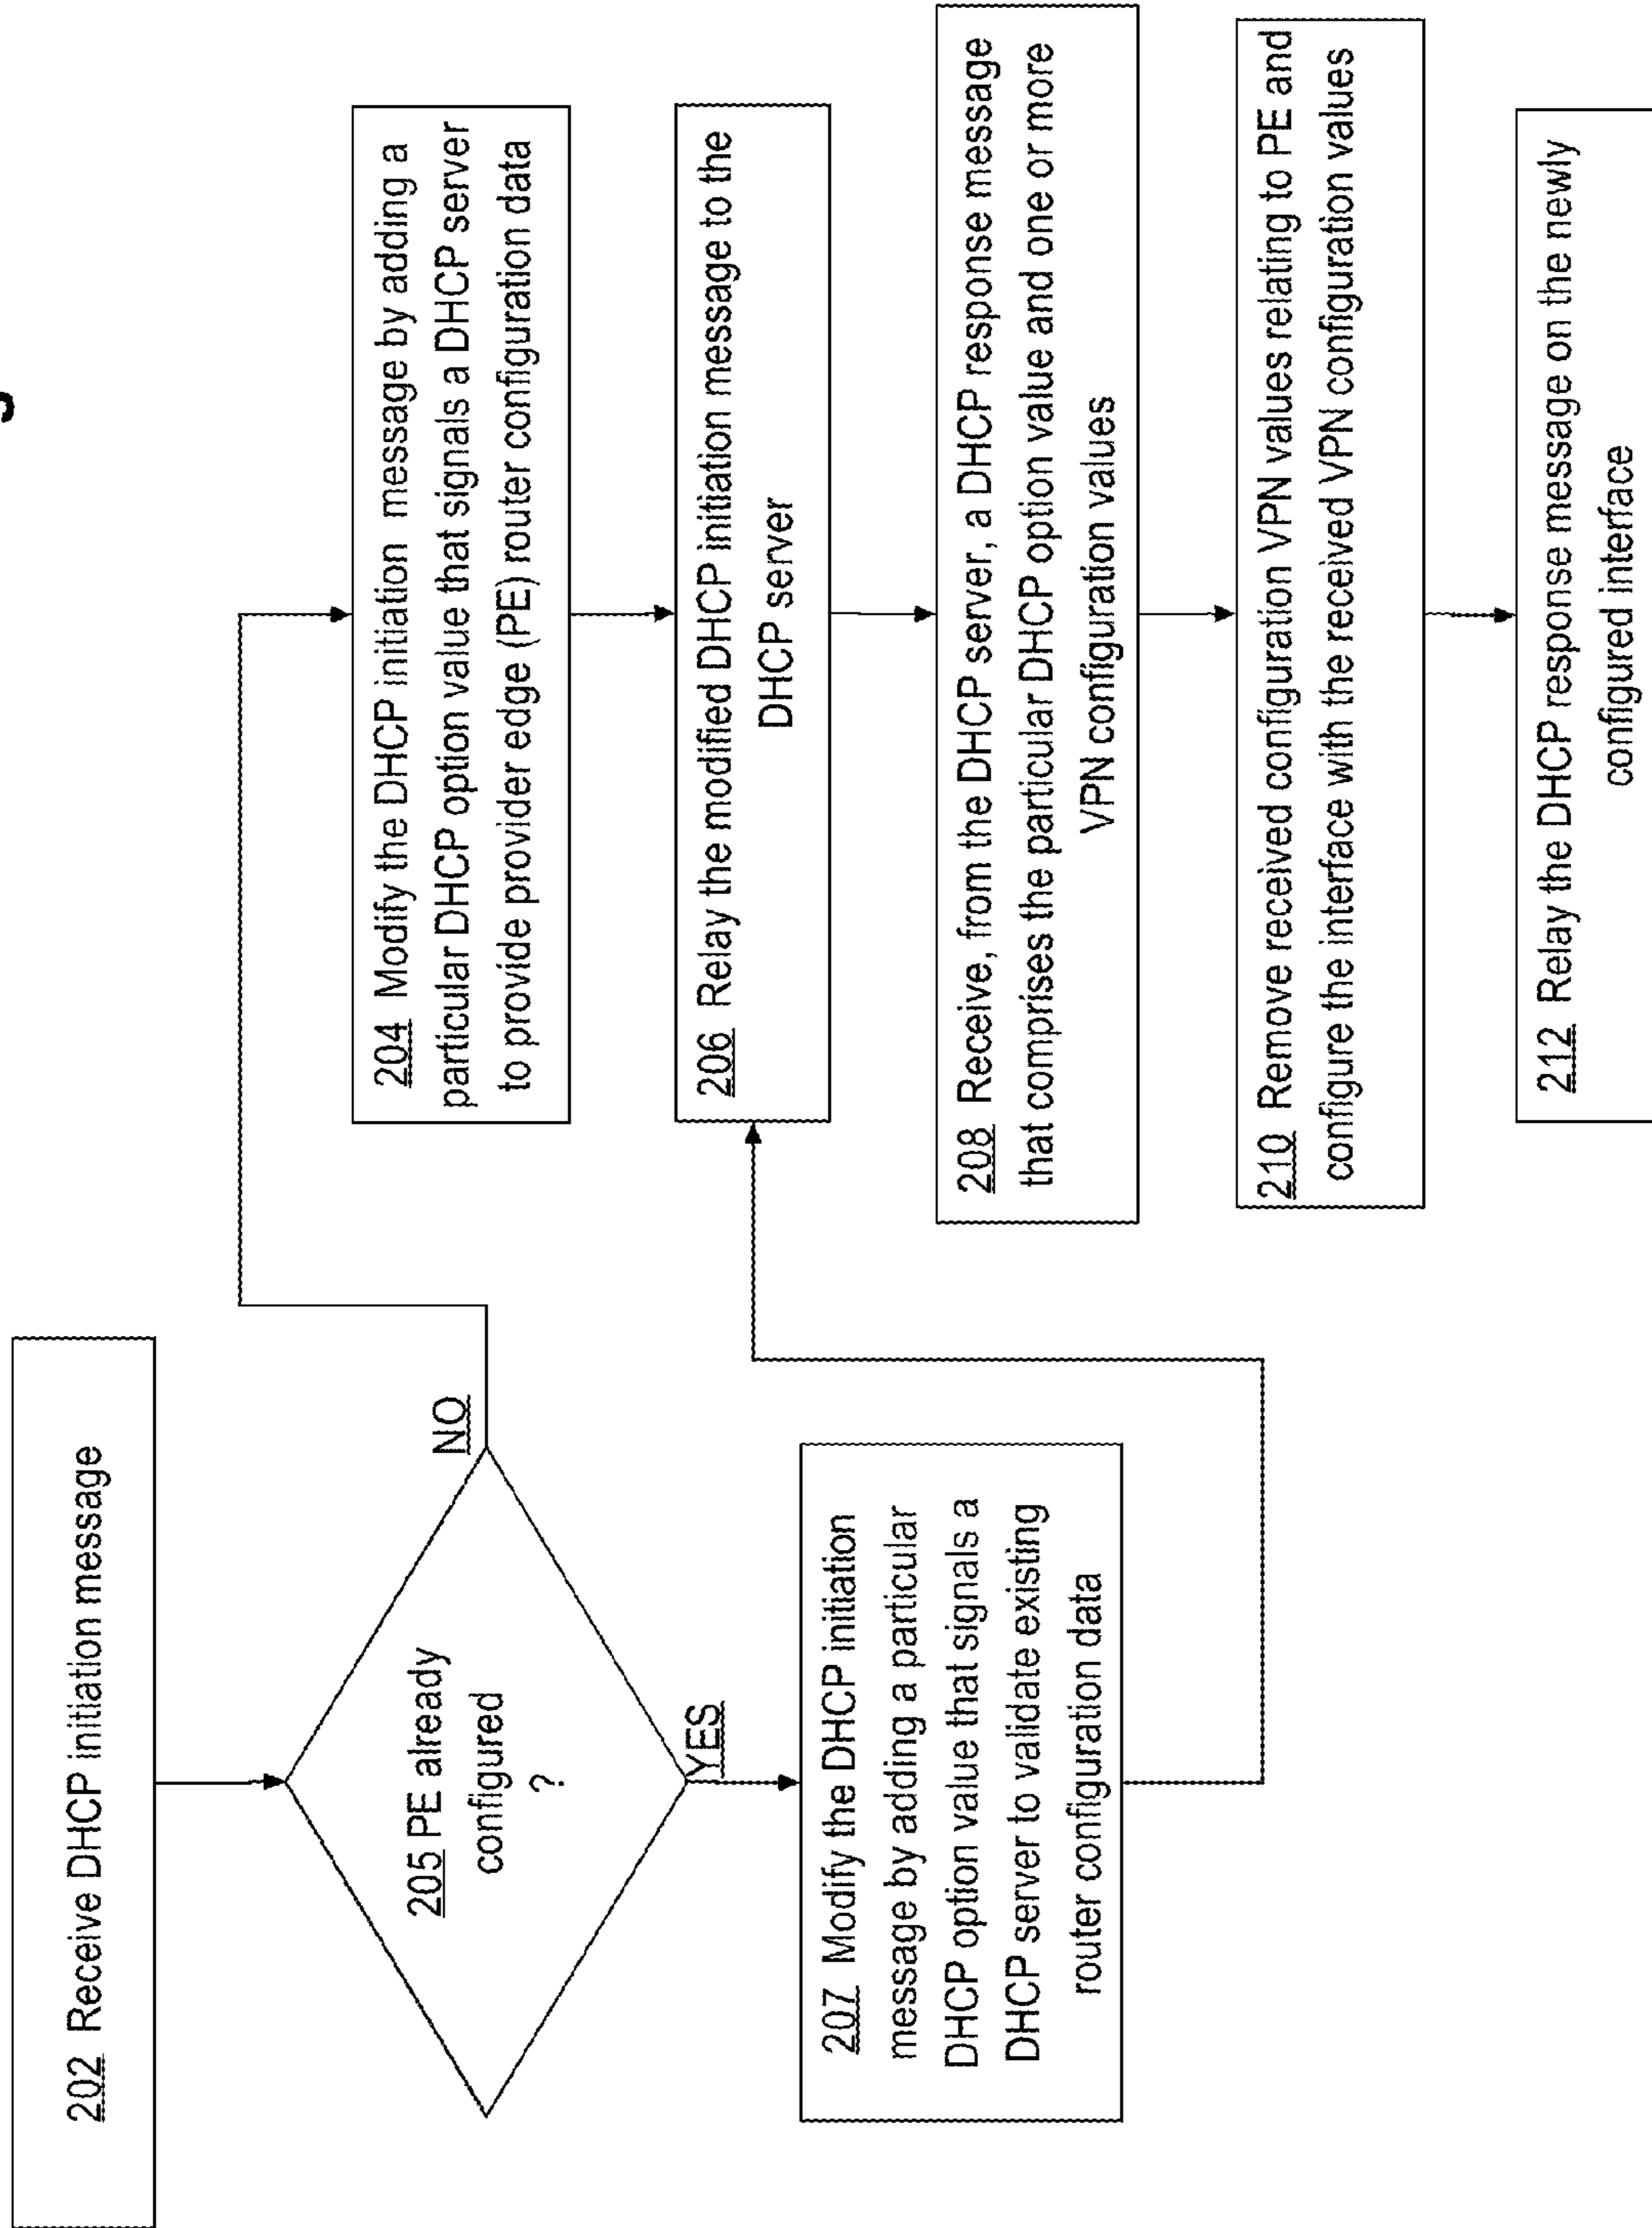 202 Receive DHCP initiation message
205 PE already
configured
?
NO
YES
207 Modify the DHCP initiation
message by adding a particular
DHCP option value that signals a
DHCP server to validate existing
router configuration data
204 Modify the DHCP initiation message by adding a
particular DHCP option value that signals a DHCP server
to provide provider edge (PE) router configuration data
206 Relay the modified DHCP initiation message to the
DHCP server
208 Receive, from the DHCP server, a DHCP response message
that comprises the particular DHCP option value and one or more
VPN configuration values
210 Remove received configuration VPN values relating to PE and
configure the interface with the received VPN configuration values
212 Relay the DHCP response message on the newly
configured interface